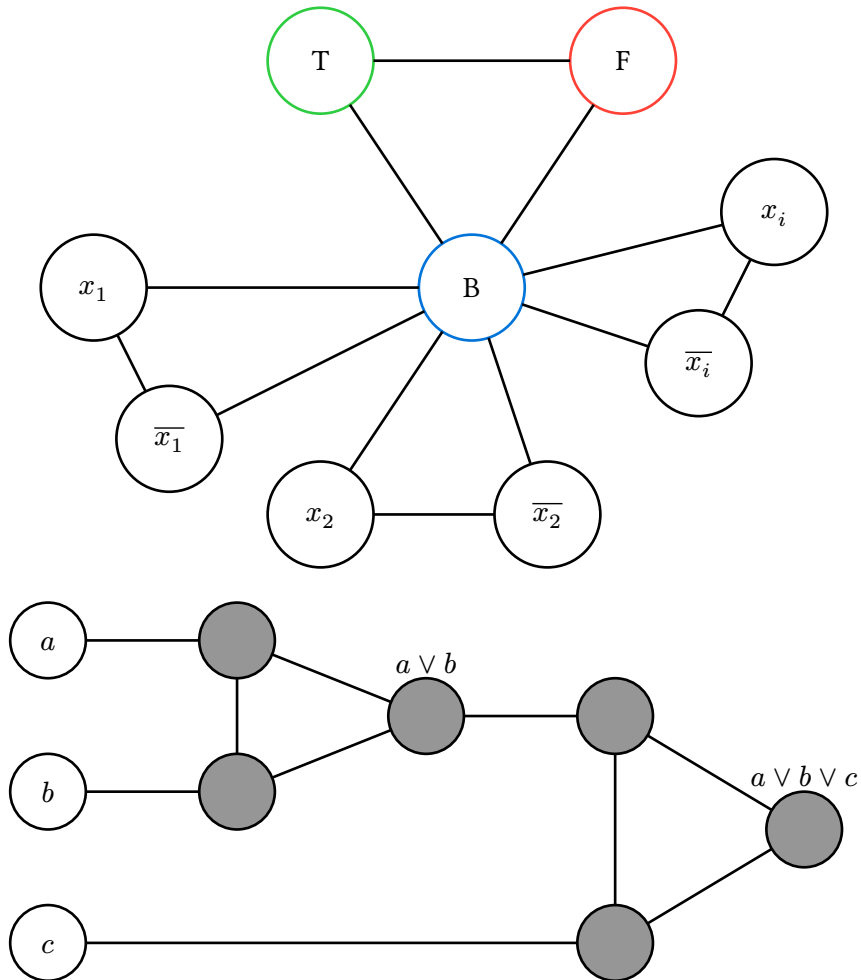 T
F
x_i
x_1
B
\overline{x_i}
\overline{x_1}
x_2
\overline{x_2}
a
a ∨ b
b
a ∨ b ∨ c
c